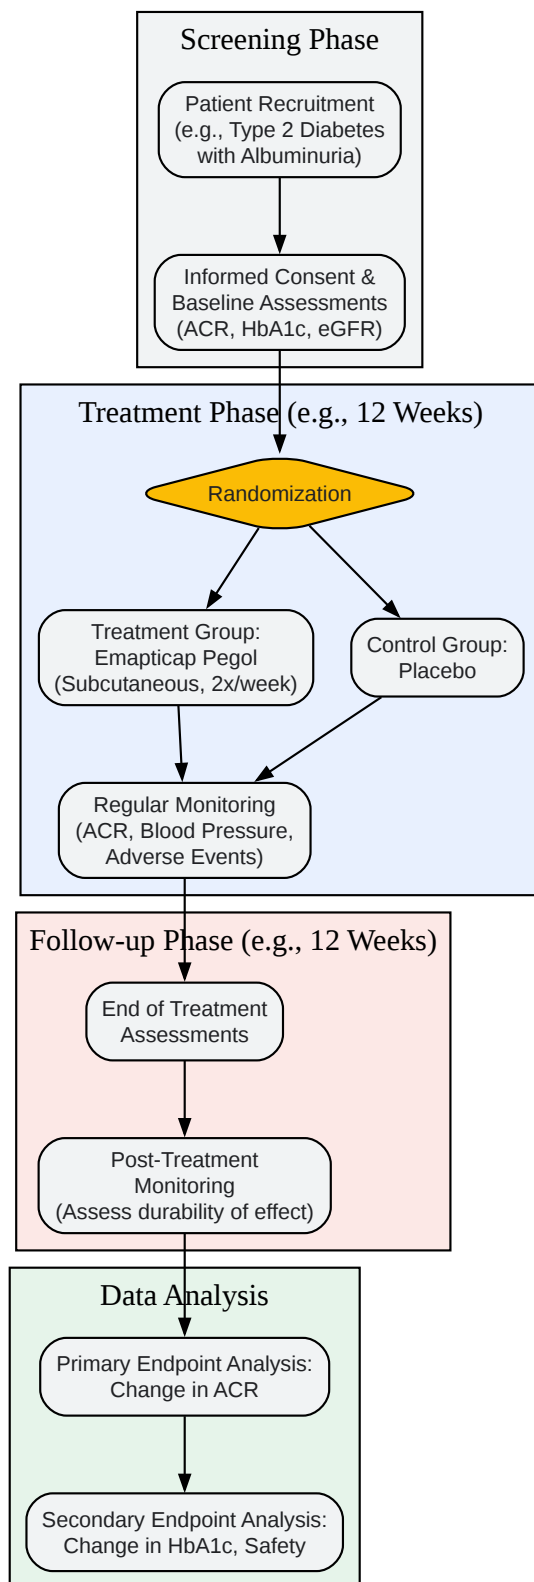 Screening Phase
Patient Recruitment
(e.g., Type 2 Diabetes
with Albuminuria)
Informed Consent &
Baseline Assessments
(ACR, HbA1c, eGFR)
Treatment Phase (e.g., 12 Weeks)
Randomization
Treatment Group:
Emapticap Pegol
(Subcutaneous, 2x/week)
Control Group:
Placebo
Regular Monitoring
(ACR, Blood Pressure,
Adverse Events)
Follow-up Phase (e.g., 12 Weeks)
End of Treatment
Assessments
Post-Treatment
Monitoring
(Assess durability of effect)
Data Analysis
Primary Endpoint Analysis:
Change in ACR
Secondary Endpoint Analysis:
Change in HbA1c, Safety